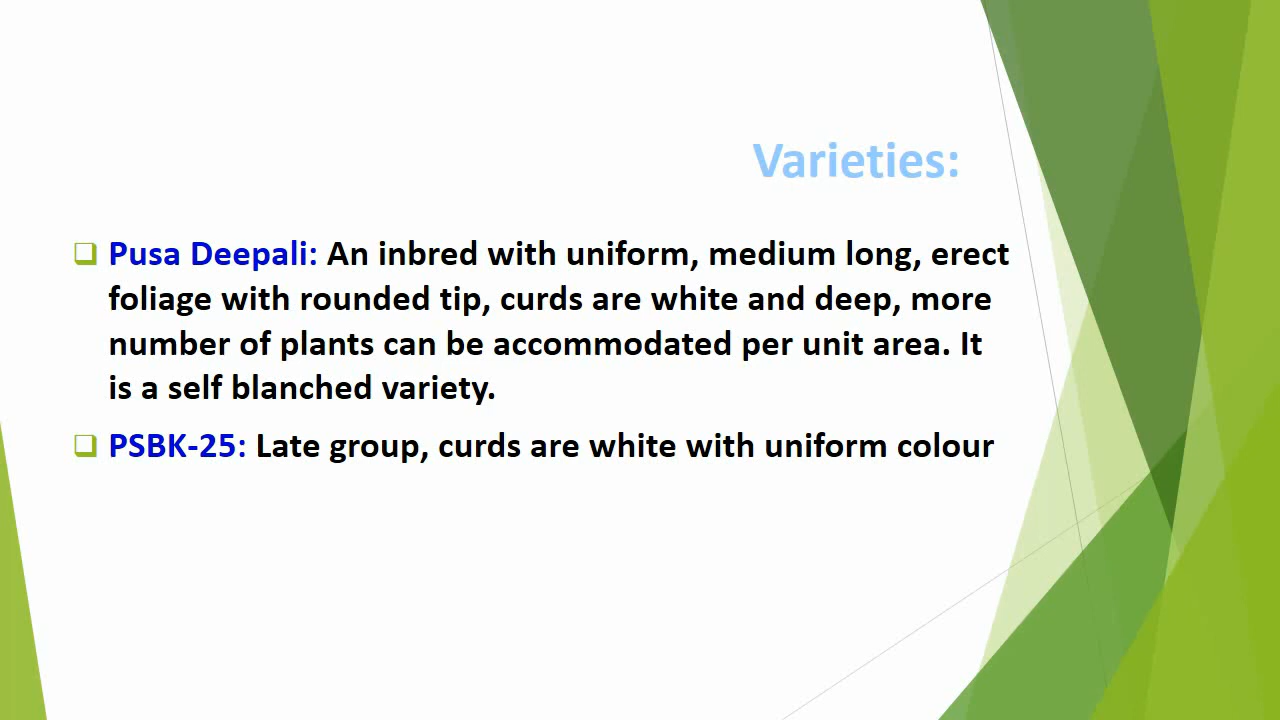 Varieties:
Pusa Deepali: An inbred with uniform, medium long, erect
foliage with rounded tip, curds are white and deep, more
number of plants can be accommodated per unit area. It
is a self blanched variety.
PSBK-25: Late group, curds are white with uniform colour